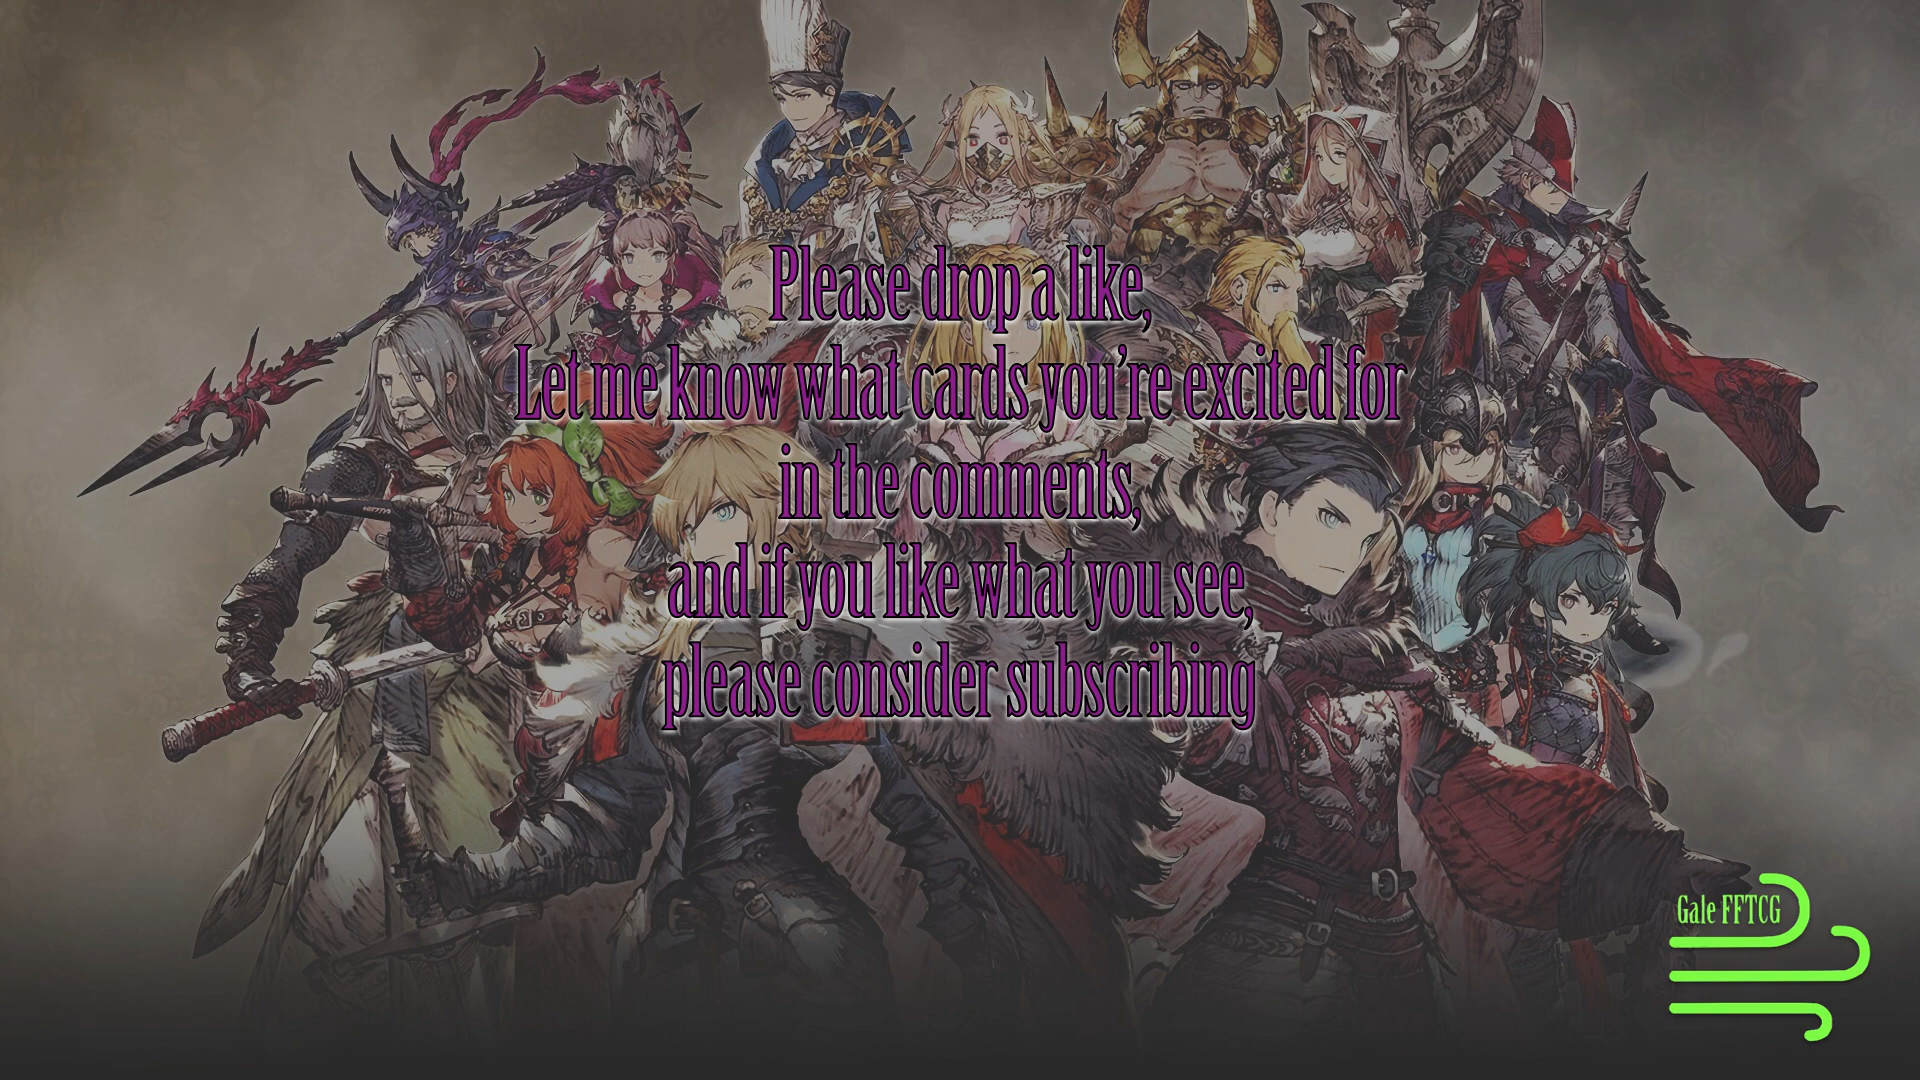 Please drop a like,
Let me know what cards you're excited for
in the comments,
and if you like what you see,
please consider subscribing
Gale FFTCG